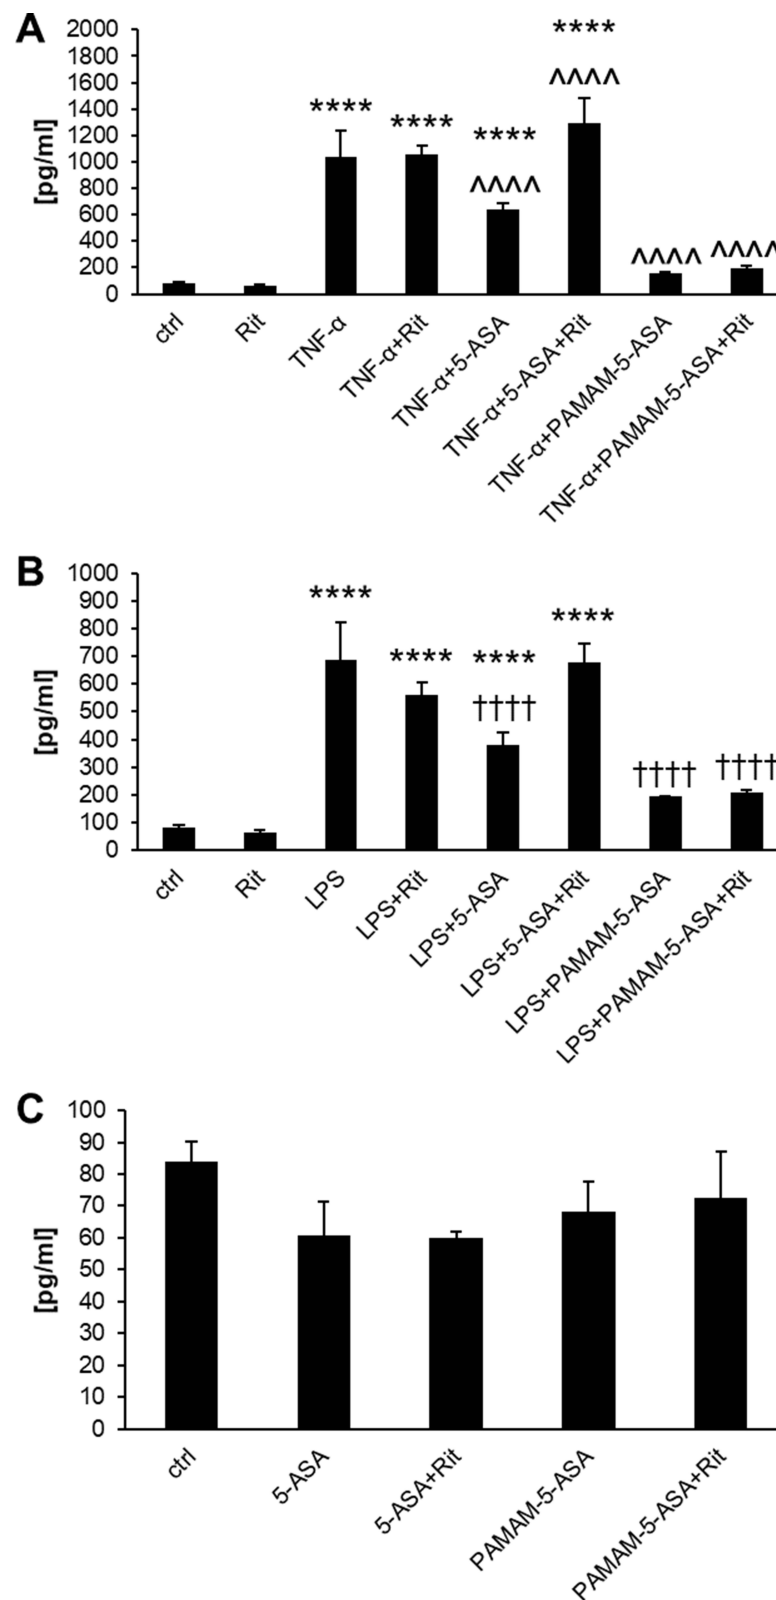 A
[pg/ml]
2000
1800
1600
1400
1200
1000
800
600
400
200
0
****
****
****
^^^^
****
^^^^
^^^^
^^^^
ctrl
Rit
TNF-α
TNF-α+Rit
TNF-α+5-ASA
TNF-α+5-ASA+Rit
TNF-α+PAMAM-5-ASA
TNF-α+PAMAM-5-ASA+Rit
B
[pg/ml]
1000
900
800
700
600
500
400
300
200
100
0
****
****
****
††††
****
††††
††††
ctrl
Rit
LPS
LPS+Rit
LPS+5-ASA
LPS+5-ASA+Rit
LPS+PAMAM-5-ASA
LPS+PAMAM-5-ASA+Rit
C
[pg/ml]
100
90
80
70
60
50
40
30
20
10
0
ctrl
5-ASA
5-ASA+Rit
PAMAM-5-ASA
PAMAM-5-ASA+Rit